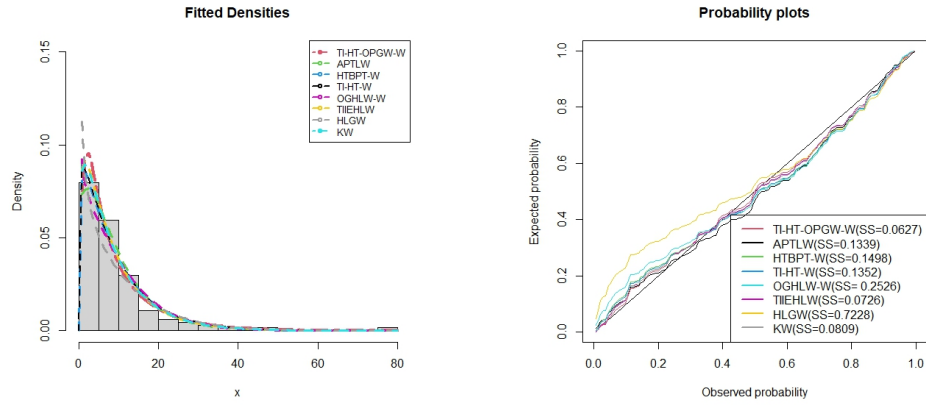 Fitted Densities
0.15
0.10
0.05
0.00
Density
0
20
40
60
80
x
TI-HT-OPGW-W
APTLW
HTBPT-W
TI-HT-W
OGHLW-W
TIIEHLW
HLGW
KW
Probability plots
1.0
0.8
0.6
0.4
0.2
0.0
Expected probability
0.0
0.2
0.4
0.6
0.8
1.0
Observed probability
TI-HT-OPGW-W(SS=0.0627)
APTLW(SS=0.1339)
HTBPT-W(SS=0.1498)
TI-HT-W(SS=0.1352)
OGHLW-W(SS= 0.2526)
TIIEHLW(SS=0.0726)
HLGW(SS=0.7228)
KW(SS=0.0809)